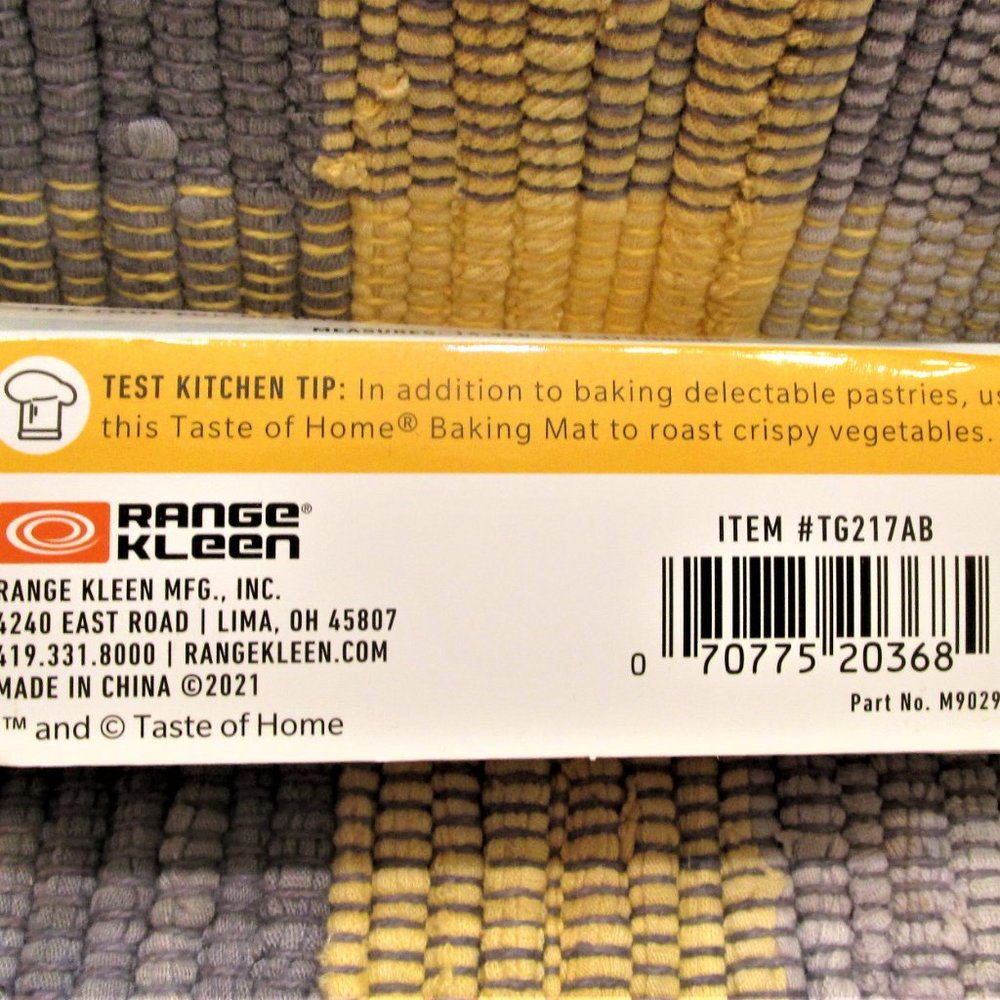 TEST KITCHEN TIP: In addition to baking delectable pastries, us
this Taste of Home® Baking Mat to roast crispy vegetables.
RANGE
KLEEN®
RANGE KLEEN MFG., INC.
4240 EAST ROAD | LIMA, OH 45807
419.331.8000 | RANGEKLEEN.COM
MADE IN CHINA ©2021
™ and © Taste of Home
ITEM #TG217AB
0 70775 20368
Part No. M9029